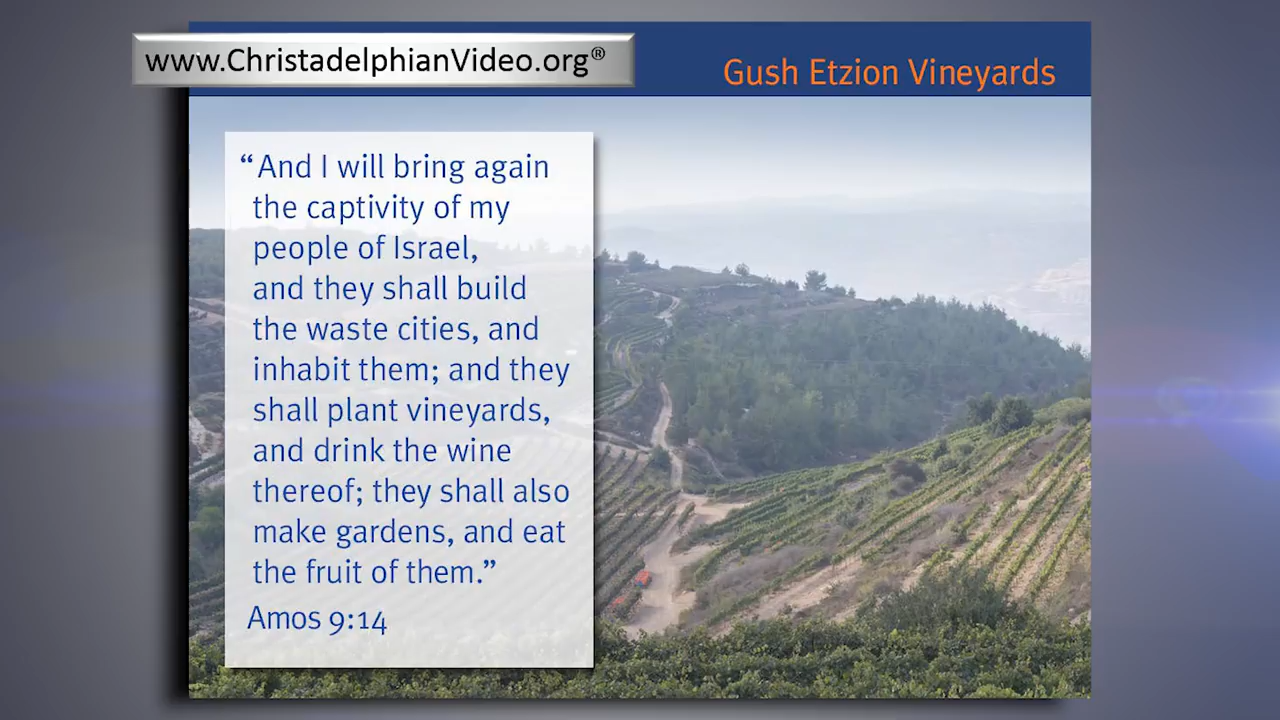 www.ChristadelphianVideo.org®
Gush Etzion Vineyards
“And I will bring again
the captivity of my
people of Israel,
and they shall build
the waste cities, and
inhabit them; and they
shall plant vineyards,
and drink the wine
thereof; they shall also
make gardens, and eat
the fruit of them.”
Amos 9:14